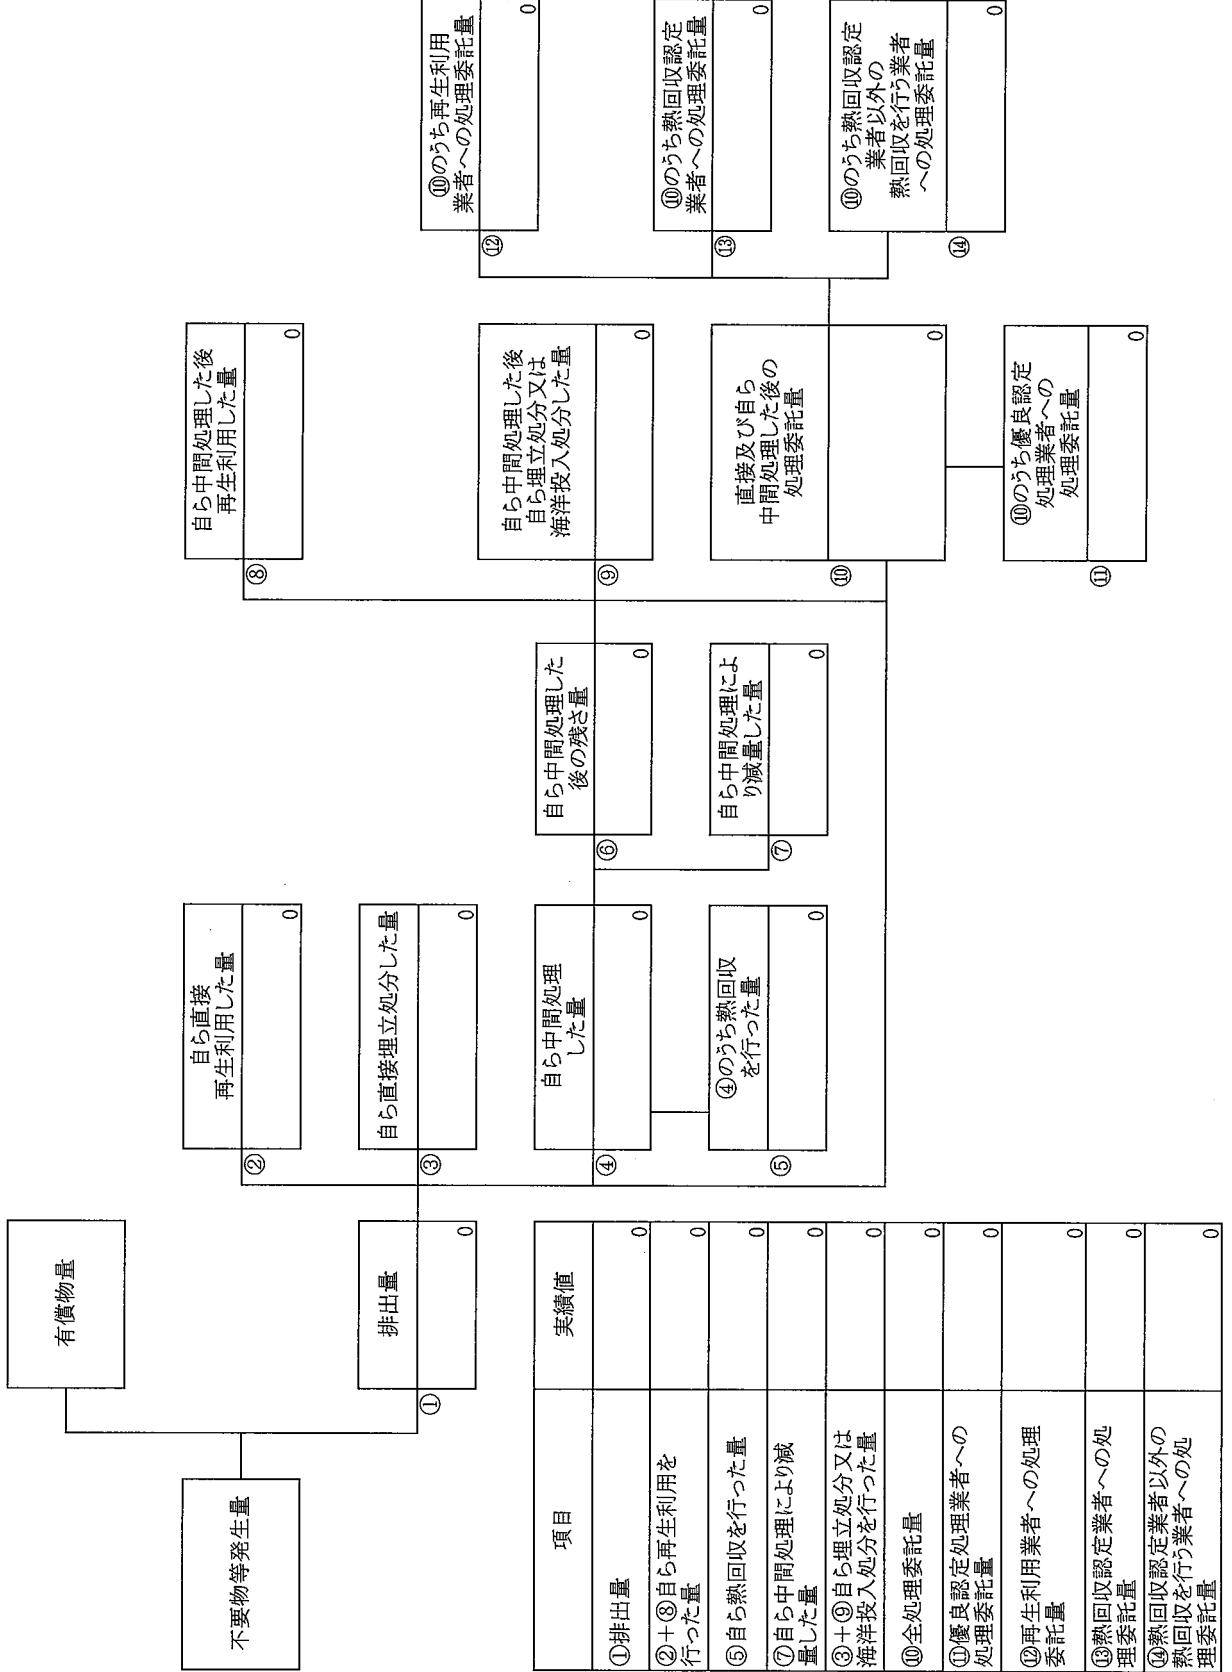 不要物等発生量
有償物量
排出量
①
0
自ら直接
再生利用した量
②
0
自ら直接埋立処分した量
③
0
自ら中間処理
した量
④
0
④のうち熱回収
を行った量
⑤
0
自ら中間処理した
後の残さ量
⑥
0
自ら中間処理によ
り減量した量
⑦
0
自ら中間処理した後
再生利用した量
⑧
0
自ら中間処理した後
自ら埋立処分又は
海洋投入処分した量
⑨
0
直接及び自ら
中間処理した後の
処理委託量
⑩
0
⑩のうち優良認定
処理業者への
処理委託量
⑪
0
⑩のうち再生利用
業者への処理委託量
⑫
0
⑩のうち熱回収認定
業者への処理委託量
⑬
0
⑩のうち熱回収認定
業者以外の
熱回収を行う業者
への処理委託量
⑭
0
項目 実績値
①排出量 0
②+⑧自ら再生利用を
行った量 0
⑤自ら熱回収を行った量 0
⑦自ら中間処理により減
量した量 0
③+⑨自ら埋立処分又は
海洋投入処分を行った量 0
⑩全処理委託量 0
⑪優良認定処理業者への
処理委託量 0
⑫再生利用業者への処理
委託量 0
⑬熱回収認定業者への処
理委託量 0
⑭熱回収認定業者以外の
熱回収を行う業者への処
理委託量 0